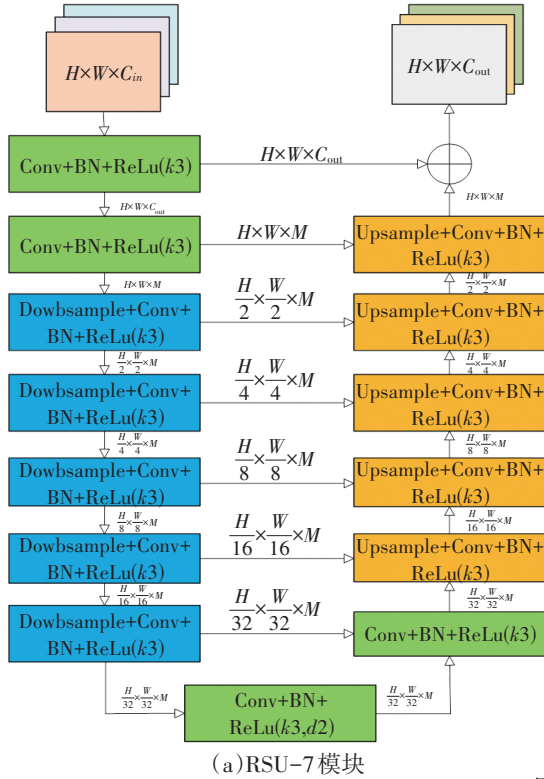 H×W×C_in
H×W×C_out
Conv+BN+ReLu(k3)
H×W×C_out
H×W×C_out
H×W×M
Conv+BN+ReLu(k3)
H×W×M
Upsample+Conv+BN+
ReLu(k3)
H×W×M
H/2×W/2×M
Dowbsample+Conv+
BN+ReLu(k3)
H/2×W/2×M
Upsample+Conv+BN+
ReLu(k3)
H/2×W/2×M
H/4×W/4×M
Dowbsample+Conv+
BN+ReLu(k3)
H/4×W/4×M
Upsample+Conv+BN+
ReLu(k3)
H/4×W/4×M
H/8×W/8×M
Dowbsample+Conv+
BN+ReLu(k3)
H/8×W/8×M
Upsample+Conv+BN+
ReLu(k3)
H/8×W/8×M
H/16×W/16×M
Dowbsample+Conv+
BN+ReLu(k3)
H/16×W/16×M
Upsample+Conv+BN+
ReLu(k3)
H/16×W/16×M
H/32×W/32×M
Dowbsample+Conv+
BN+ReLu(k3)
H/32×W/32×M
Conv+BN+ReLu(k3)
H/32×W/32×M
Conv+BN+
ReLu(k3,d2)
H/32×W/32×M
(a)RSU-7模块